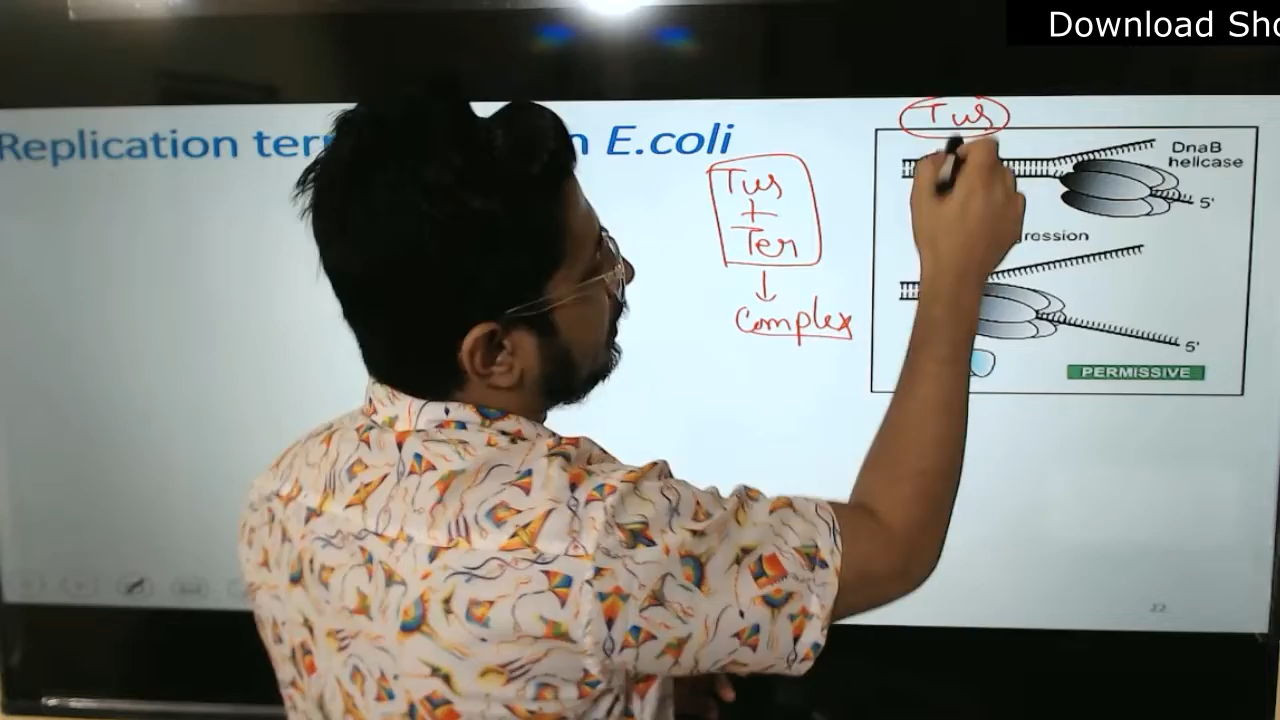 Download Sho
Replication ter n E.coli
Tus
Tus
+
Ter
↓
Complex
DnaB
helicase
5'
ression
5'
PERMISSIVE
22